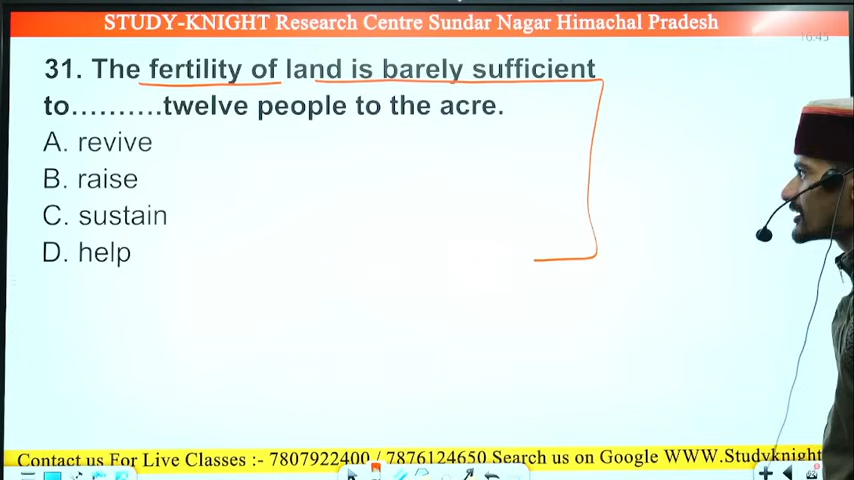 STUDY-KNIGHT Research Centre Sundar Nagar Himachal Pradesh
16:45
31. The fertility of land is barely sufficient
to..........twelve people to the acre.
A. revive
B. raise
C. sustain
D. help
Contact us For Live Classes :- 7807922400 / 7876124650 Search us on Google WWW.Studyknight